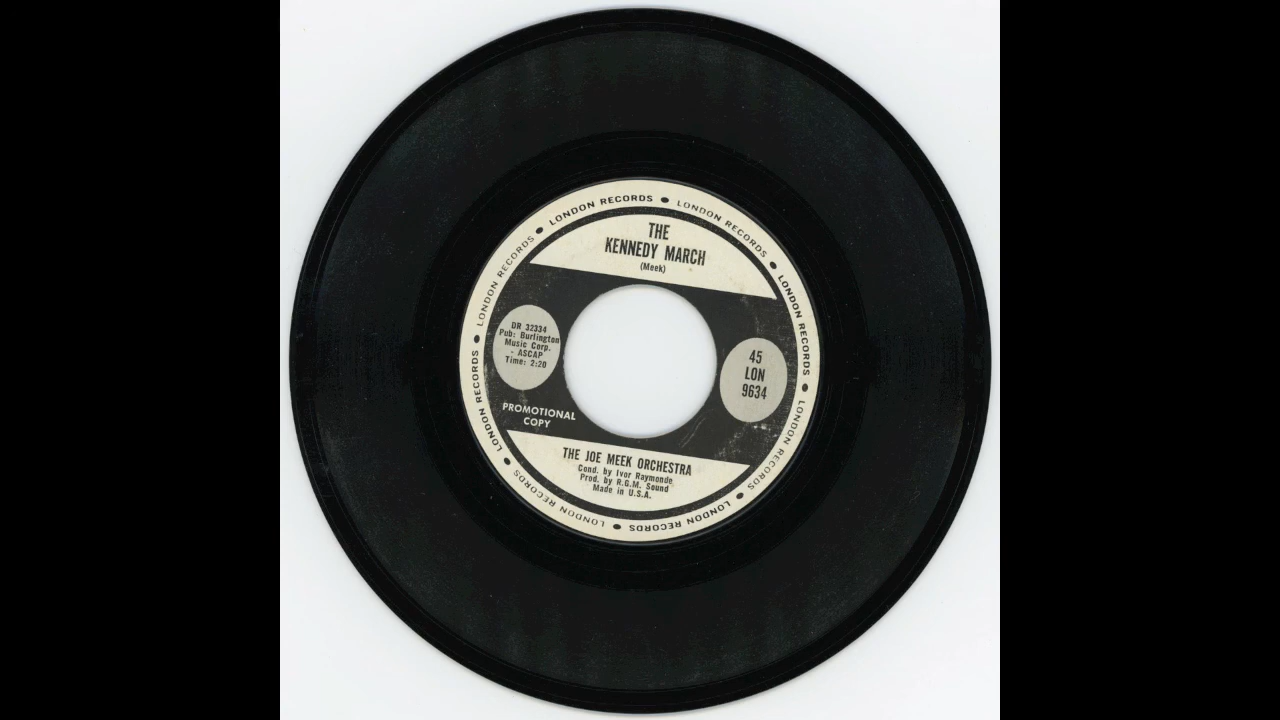 LONDON RECORDS ● LONDON RECORDS ● LONDON RECORDS ● LONDON RECORDS ● LONDON RECORDS ● LONDON RECORDS ● LONDON RECORDS ● LONDON RECORDS ● LONDON RECORDS ●
THE
KENNEDY MARCH
(Meek)
DR 32334
Pub: Burlington
Music Corp.
- ASCAP
Time: 2:20
45
LON
9634
PROMOTIONAL
COPY
THE JOE MEEK ORCHESTRA
Cond. by Ivor Raymonde
Prod. by R.G.M. Sound
Made in U.S.A.